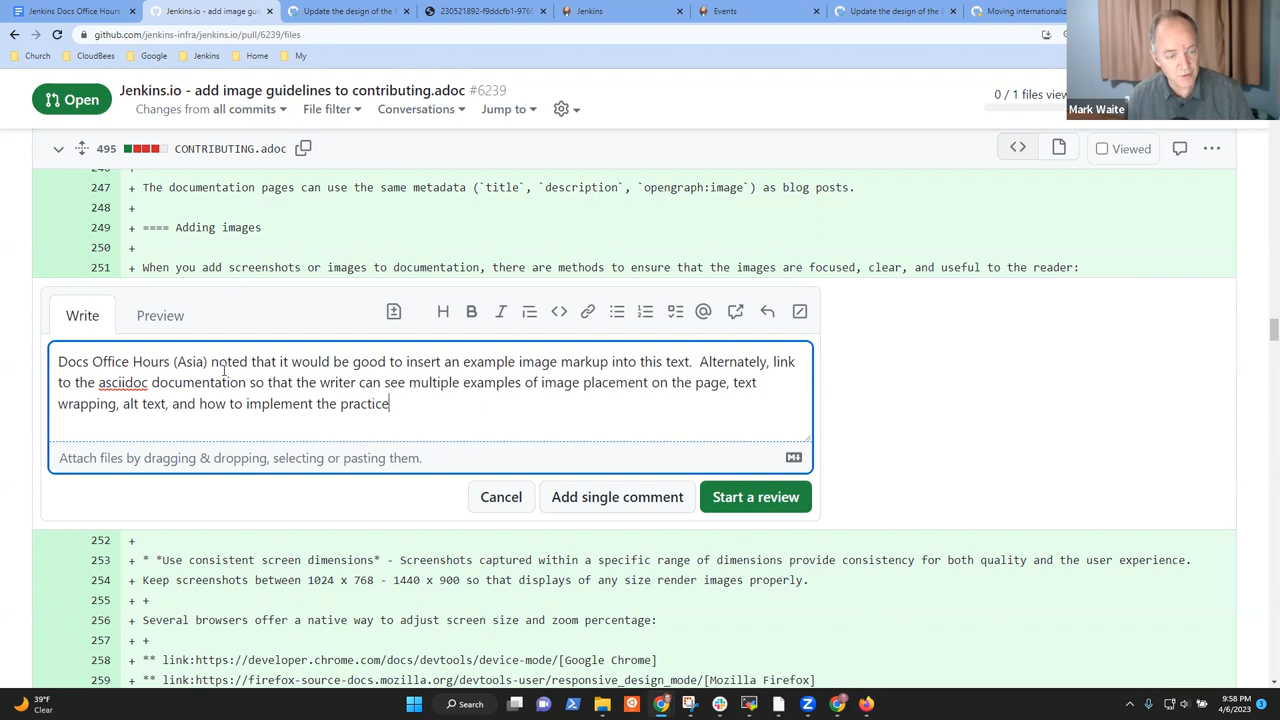 Jenkins Docs Office Hours
Jenkins.io - add image gui
Update the design of the E
230521892-f9ddcfb1-9766
Jenkins
Events
Update the design of the E
Moving internationaliz
github.com/jenkins-infra/jenkins.io/pull/6239/files
Church
CloudBees
Google
Jenkins
Home
My
Open
Jenkins.io - add image guidelines to contributing.adoc #6239
Changes from all commits
File filter
Conversations
Jump to
0 / 1 files view
Mark Waite
495 CONTRIBUTING.adoc
Viewed
247 + The documentation pages can use the same metadata (`title`, `description`, `opengraph:image`) as blog posts.
248 +
249 + ==== Adding images
250 +
251 + When you add screenshots or images to documentation, there are methods to ensure that the images are focused, clear, and useful to the reader:
Write
Preview
Docs Office Hours (Asia) noted that it would be good to insert an example image markup into this text.  Alternately, link
to the asciidoc documentation so that the writer can see multiple examples of image placement on the page, text
wrapping, alt text, and how to implement the practice
Attach files by dragging & dropping, selecting or pasting them.
Cancel
Add single comment
Start a review
252 +
253 + * *Use consistent screen dimensions* - Screenshots captured within a specific range of dimensions provide consistency for both quality and the user experience.
254 + Keep screenshots between 1024 x 768 - 1440 x 900 so that displays of any size render images properly.
255 + +
256 + Several browsers offer a native way to adjust screen size and zoom percentage:
257 + +
258 + ** link:https://developer.chrome.com/docs/devtools/device-mode/[Google Chrome]
259 + ** link:https://firefox-source-docs.mozilla.org/devtools-user/responsive_design_mode/[Mozilla Firefox]
39°F
Clear
Search
9:58 PM
4/6/2023
3